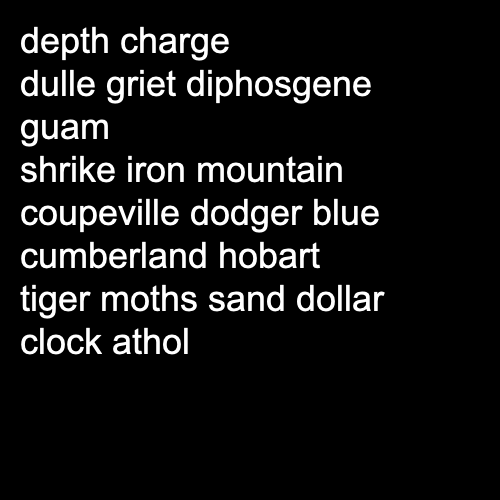 depth charge
dulle griet diphosgene
guam
shrike iron mountain
coupeville dodger blue
cumberland hobart
tiger moths sand dollar
clock athol